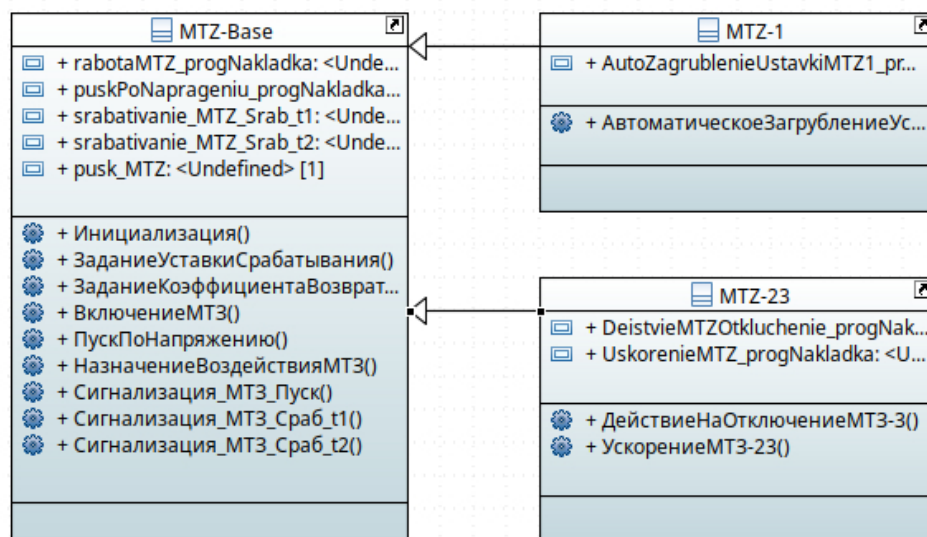 MTZ-Base
+ rabotaMTZ_progNakladka: <Unde...
+ puskPoNaprageniu_progNakladka...
+ srabativanie_MTZ_Srab_t1: <Unde...
+ srabativanie_MTZ_Srab_t2: <Unde...
+ pusk_MTZ: <Undefined> [1]
+ Инициализация()
+ ЗаданиеУставкиСрабатывания()
+ ЗаданиеКоэффициентаВозврат...
+ ВключениеМТЗ()
+ ПускПоНапряжению()
+ НазначениеВоздействияМТЗ()
+ Сигнализация_МТЗ_Пуск()
+ Сигнализация_МТЗ_Сраб_t1()
+ Сигнализация_МТЗ_Сраб_t2()
MTZ-1
+ AutoZagrublenieUstavkiMTZ1_pr...
+ АвтоматическоеЗагрублениеУс...
MTZ-23
+ DeistvieMTZOtkluchenie_progNak...
+ UskorenieMTZ_progNakladka: <U...
+ ДействиеНаОтключениеМТЗ-3()
+ УскорениеМТЗ-23()